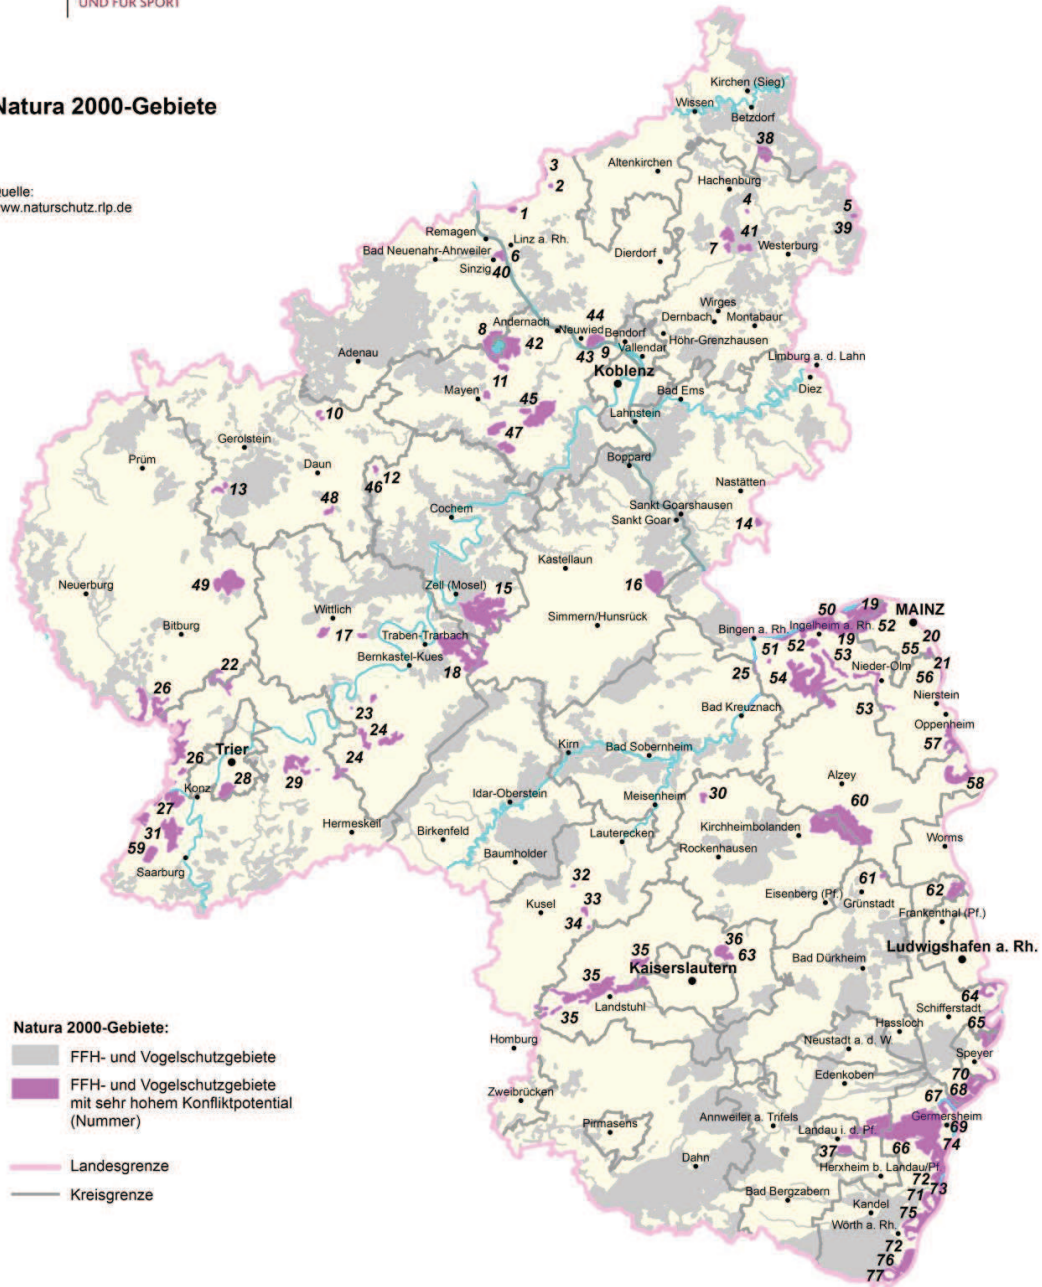 UND FÜR SPORT
Natura 2000-Gebiete
Quelle:
www.naturschutz.rlp.de
Kirchen (Sieg)
Wissen
Betzdorf
38
3
Altenkirchen
2
Hachenburg
4
5
1
39
Remagen
Linz a. Rh.
41
Bad Neuenahr-Ahrweiler
6
Dierdorf
7
Westerburg
Sinzig
40
Wirges
44
Andernach
Dernbach
Montabaur
8
Neuwied
Bendorf
42
Höhr-Grenzhausen
Adenau
43
9
Vallendar
Limburg a. d. Lahn
Koblenz
11
Mayen
Bad Ems
Diez
45
10
Lahnstein
47
Gerolstein
Boppard
Prüm
Daun
12
Nastätten
13
46
48
Cochem
Sankt Goarshausen
Sankt Goar
14
Kastellaun
49
16
Neuerburg
Zell (Mosel)
15
50
19
MAINZ
Wittlich
Simmern/Hunsrück
Bitburg
17
Bingen a. Rh.
Ingelheim a. Rh.
52
Traben-Trarbach
51
52
19
20
Bernkastel-Kues
53
55
22
18
25
54
Nieder-Olm
21
56
26
Nierstein
23
Bad Kreuznach
53
Oppenheim
24
57
Trier
Kirn
Bad Sobernheim
26
24
28
29
Alzey
58
Konz
Idar-Oberstein
Meisenheim
30
27
60
Hermeskeil
Birkenfeld
Lauterecken
Kirchheimbolanden
31
Rockenhausen
Worms
59
Baumholder
Saarburg
32
61
62
Kusel
33
Eisenberg (Pf.)
Grünstadt
34
Frankenthal (Pf.)
36
35
63
Ludwigshafen a. Rh.
Kaiserslautern
Bad Dürkheim
35
Landstuhl
64
35
Schifferstadt
Natura 2000-Gebiete:
Hassloch
65
Homburg
Neustadt a. d. W.
FFH- und Vogelschutzgebiete
Speyer
Edenkoben
70
FFH- und Vogelschutzgebiete
mit sehr hohem Konfliktpotential
(Nummer)
Zweibrücken
67
68
Pirmasens
Annweiler a. Trifels
Germersheim
Landau i. d. Pf.
69
37
66
74
Landesgrenze
Dahn
Herxheim b. Landau/Pf.
72
73
Kreisgrenze
Bad Bergzabern
71
Kandel
75
Wörth a. Rh.
72
76
77